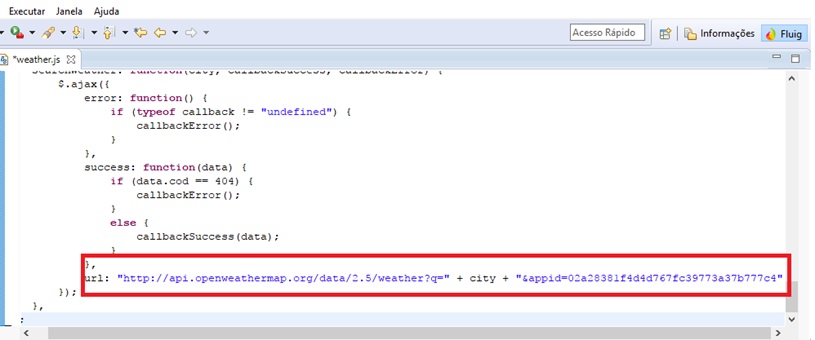 Executar Janela Ajuda
Acesso Rápido Informações Fluig
*weather.js
searchWeather: function(city, callbackSuccess, callbackError) {
$.ajax({
error: function() {
if (typeof callback != "undefined") {
callbackError();
}
},
success: function(data) {
if (data.cod == 404) {
callbackError();
}
else {
callbackSuccess(data);
}
},
url: "http://api.openweathermap.org/data/2.5/weather?q=" + city + "&appid=02a28381f4d4d767fc39773a37b777c4"
});
},
;